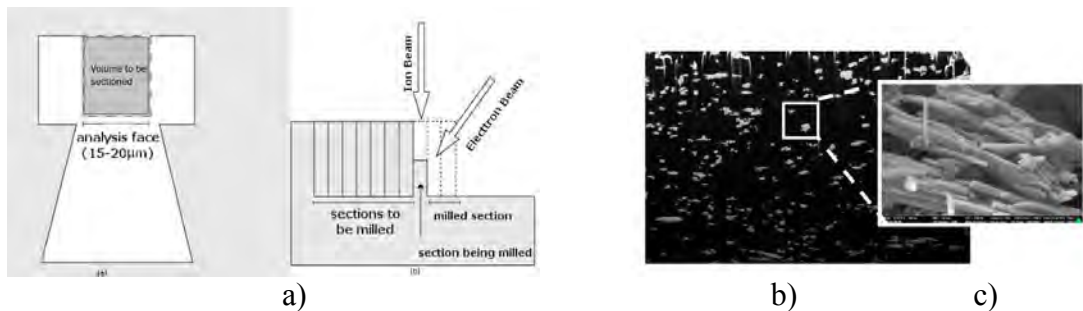 Volume to be
sectioned
analysis face
(15-20μm)
(a)
Ion Beam
Electron Beam
sections to
be milled
milled section
section being milled
(b)
a)
b)
c)